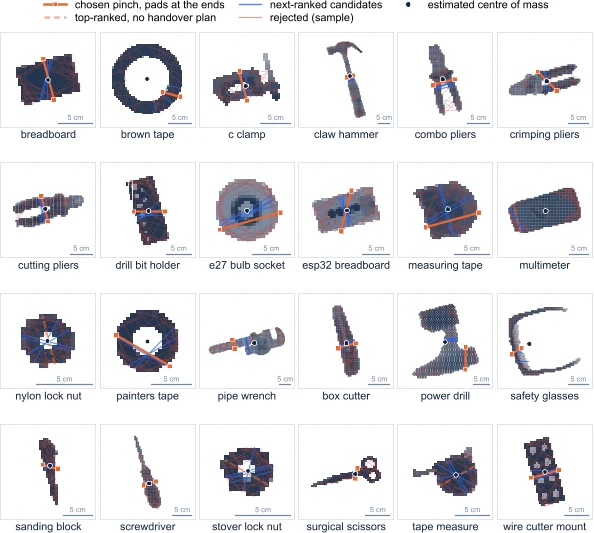 chosen pinch, pads at the ends next-ranked candidates estimated centre of mass
top-ranked, no handover plan rejected (sample)
5 cm 5 cm 5 cm 5 cm 5 cm 5 cm
breadboard brown tape c clamp claw hammer combo pliers crimping pliers
5 cm 5 cm 5 cm 5 cm 5 cm 5 cm
cutting pliers drill bit holder e27 bulb socket esp32 breadboard measuring tape multimeter
5 cm 5 cm 5 cm 5 cm 5 cm 5 cm
nylon lock nut painters tape pipe wrench box cutter power drill safety glasses
5 cm 5 cm 5 cm 5 cm 5 cm 5 cm
sanding block screwdriver stover lock nut surgical scissors tape measure wire cutter mount